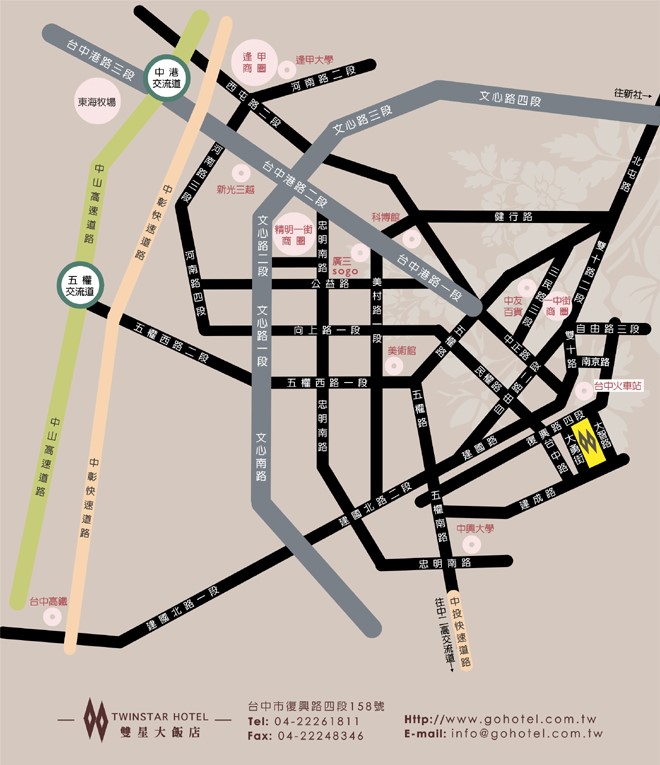 台中港路三段
中港
交流道
逢甲
商圈
逢甲大學
河南路二段
東海牧場
西屯路二段
文心路三段
文心路四段
往新社→
北屯路
中山高速道路
中彰快速道路
河南路三段
新光三越
台中港路二段
科博館
健行路
文心路二段
精明一街
商圈
忠明南路
廣三
sogo
台中港路一段
雙十路二段
五權
交流道
河南路四段
公益路
美村路一段
三民路三段
中友
百貨
一中街
商圈
五權西路二段
文心路一段
向上路一段
五權路
中正路
自由路三段
雙十路
南京路
美術館
民權路
五權西路一段
台中火車站
五權路
忠明南路
文心南路
建國路
復興路四段
台中路
大勇街
大智路
中山高速道路
中彰快速道路
建國北路二段
五權南路
建成路
中興大學
忠明南路
台中高鐵
建國北路一段
往中二高交流道→
中投快速道路
TWINSTAR HOTEL
雙星大飯店
台中市復興路四段158號
Tel: 04-22261811
Fax: 04-22248346
Http://www.gohotel.com.tw
E-mail: info@gohotel.com.tw